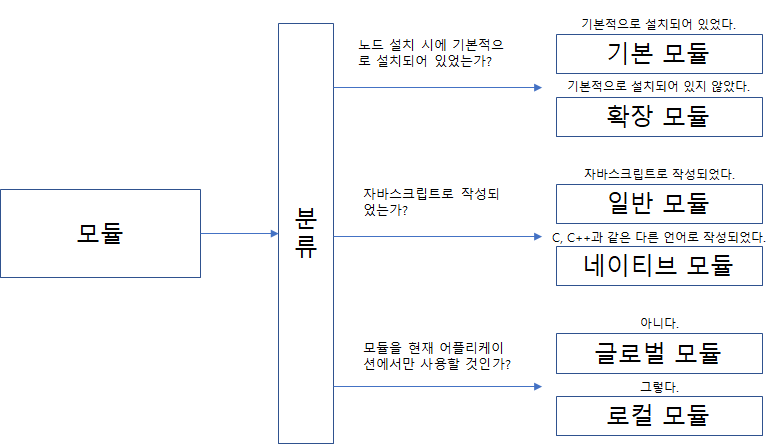 모듈
분
류
노드 설치 시에 기본적으
로 설치되어 있었는가?
기본적으로 설치되어 있었다.
기본 모듈
기본적으로 설치되어 있지 않았다.
확장 모듈
자바스크립트로 작성되
었는가?
자바스크립트로 작성되었다.
일반 모듈
C, C++과 같은 다른 언어로 작성되었다.
네이티브 모듈
모듈을 현재 어플리케이
션에서만 사용할 것인가?
아니다.
글로벌 모듈
그렇다.
로컬 모듈